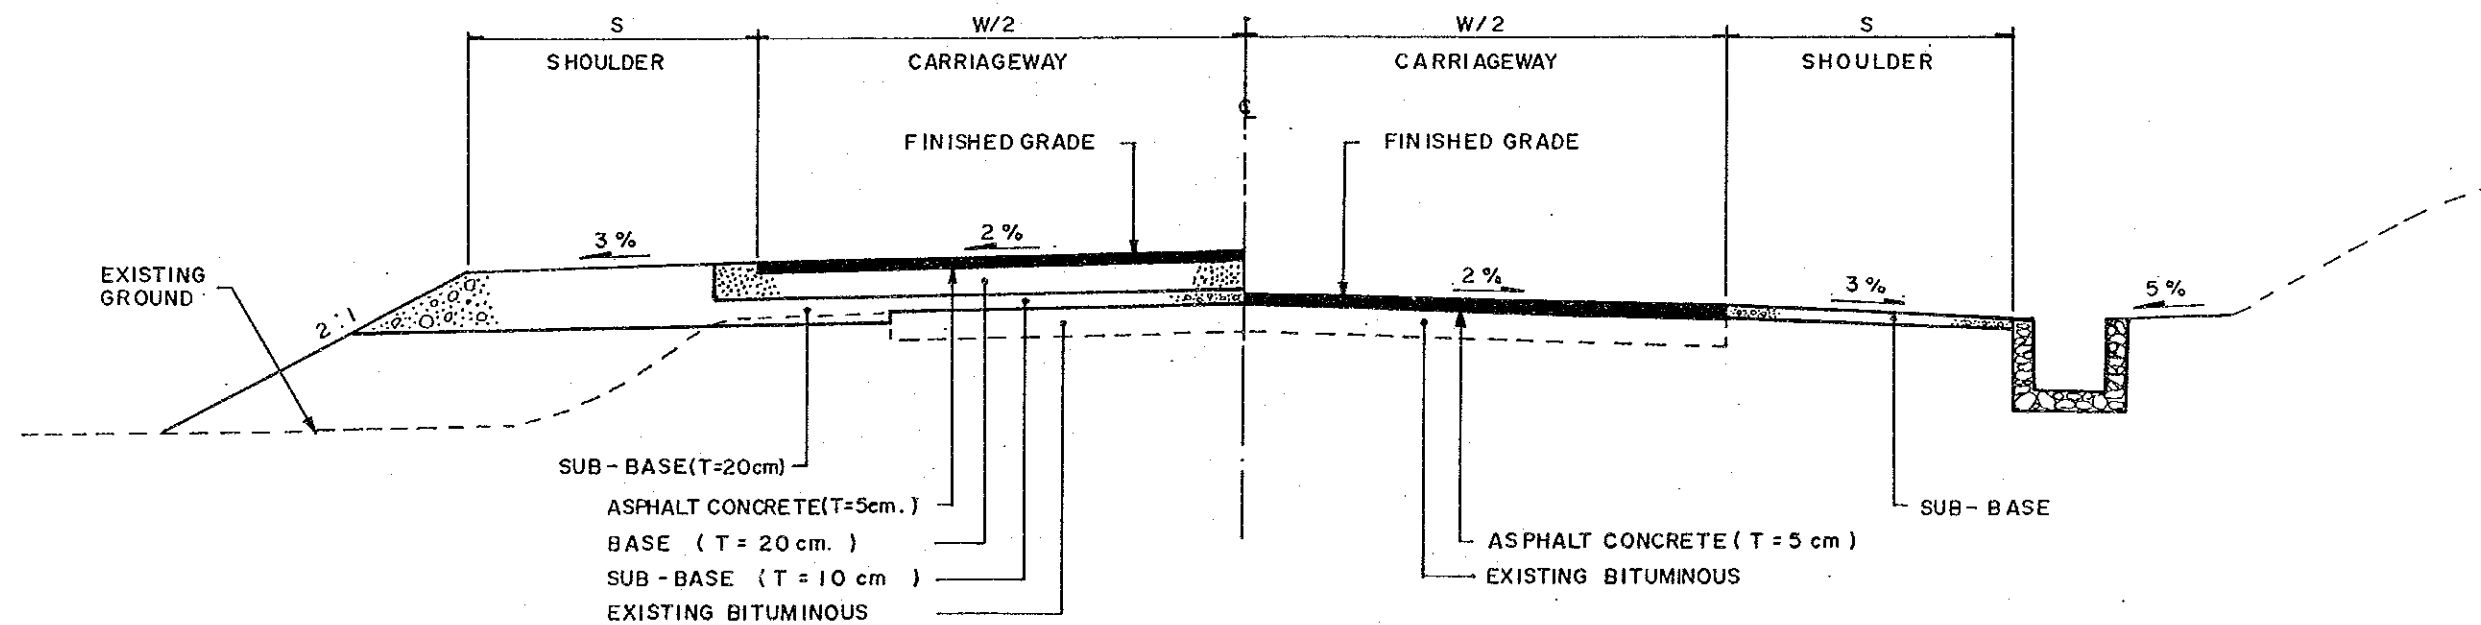 S
W/2
W/2
S
SHOULDER
CARRIAGEWAY
CARRIAGEWAY
SHOULDER
℄
FINISHED GRADE
FINISHED GRADE
3 %
2 %
2 %
3 %
5 %
EXISTING
GROUND
2 : 1
SUB-BASE(T=20cm)
ASPHALT CONCRETE(T=5cm.)
BASE ( T = 20 cm. )
SUB-BASE (T = 10 cm )
EXISTING BITUMINOUS
SUB-BASE
ASPHALT CONCRETE ( T = 5 cm )
EXISTING BITUMINOUS